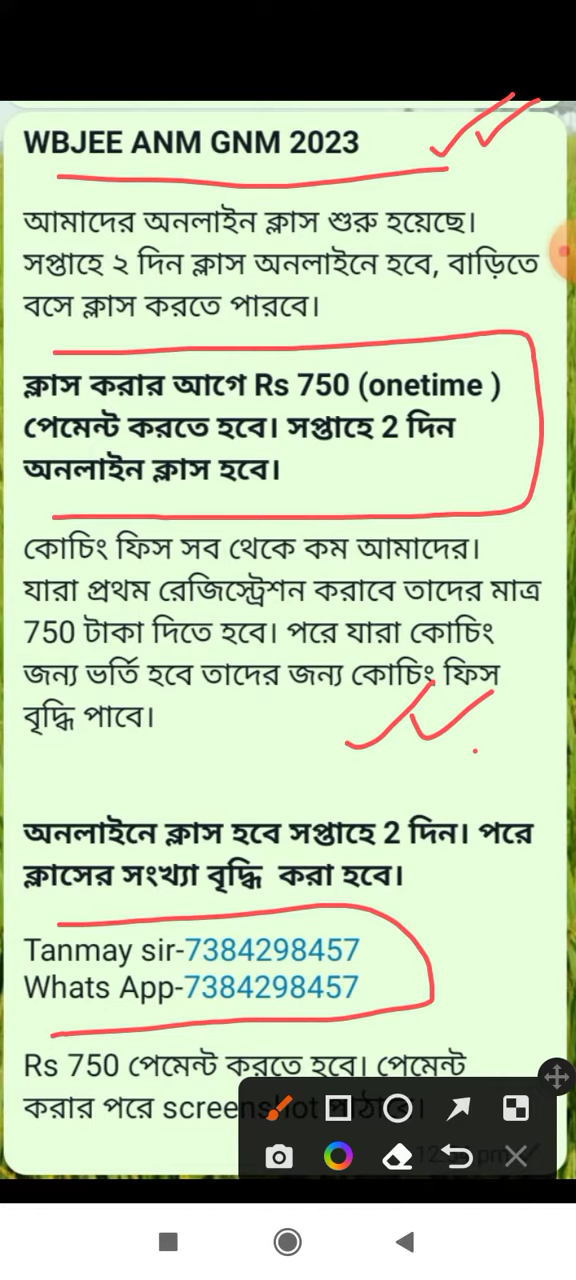 WBJEE ANM GNM 2023
আমাদের অনলাইন ক্লাস শুরু হয়েছে।
সপ্তাহে ২ দিন ক্লাস অনলাইনে হবে, বাড়িতে
বসে ক্লাস করতে পারবে।
ক্লাস করার আগে Rs 750 (onetime )
পেমেন্ট করতে হবে। সপ্তাহে 2 দিন
অনলাইন ক্লাস হবে।
কোচিং ফিস সব থেকে কম আমাদের।
যারা প্রথম রেজিস্ট্রেশন করাবে তাদের মাত্র
750 টাকা দিতে হবে। পরে যারা কোচিং
জন্য ভর্তি হবে তাদের জন্য কোচিং ফিস
বৃদ্ধি পাবে।
অনলাইনে ক্লাস হবে সপ্তাহে 2 দিন। পরে
ক্লাসের সংখ্যা বৃদ্ধি করা হবে।
Tanmay sir-7384298457
Whats App-7384298457
Rs 750 পেমেন্ট করতে হবে। পেমেন্ট
করার পরে screenshot